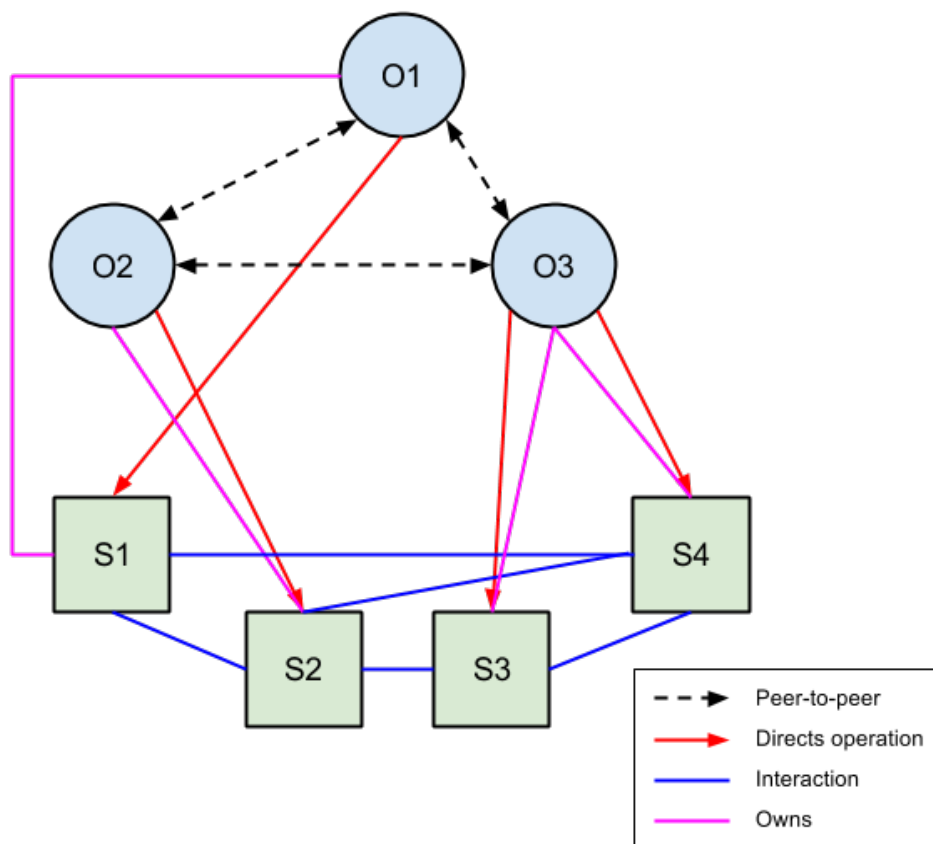 O1
O2
O3
S1
S4
S2
S3
Peer-to-peer
Directs operation
Interaction
Owns